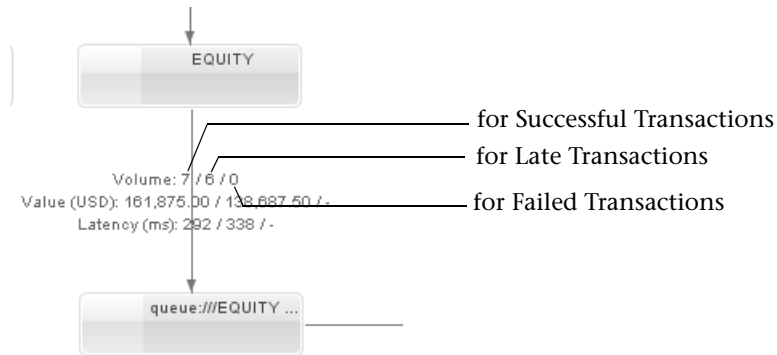 EQUITY
for Successful Transactions
for Late Transactions
Volume: 7 / 6 / 0
for Failed Transactions
Value (USD): 161,875.00 / 138,687.50 / -
Latency (ms): 292 / 338 / -
queue:///EQUITY ...